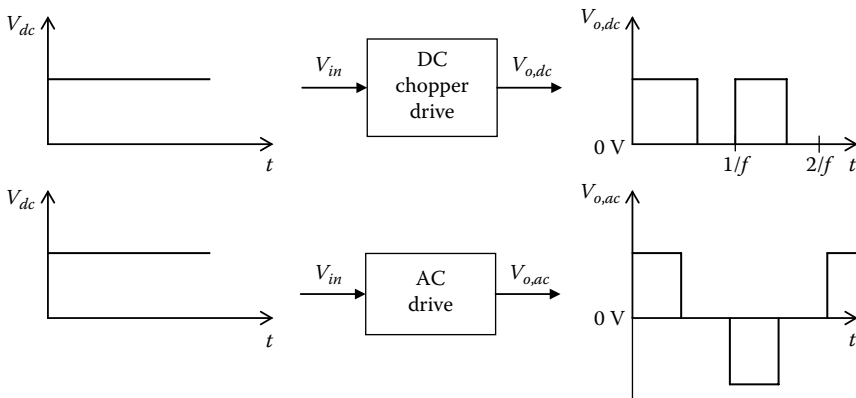 V_dc
t
V_in
DC
chopper
drive
V_o,dc
V_o,dc
0 V
1/f
2/f
t
V_dc
t
V_in
AC
drive
V_o,ac
V_o,ac
0 V
t